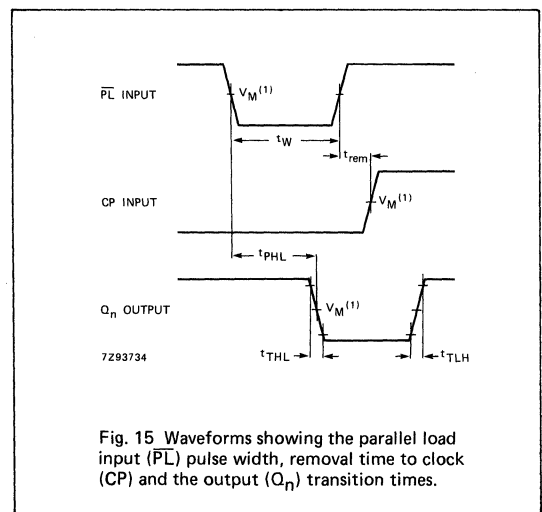 PL INPUT
VM(1)
tW
trem
CP INPUT
VM(1)
tPHL
Qn OUTPUT
VM(1)
7Z93734
tTHL
tTLH
Fig. 15 Waveforms showing the parallel load
input (PL) pulse width, removal time to clock
(CP) and the output (Qn) transition times.